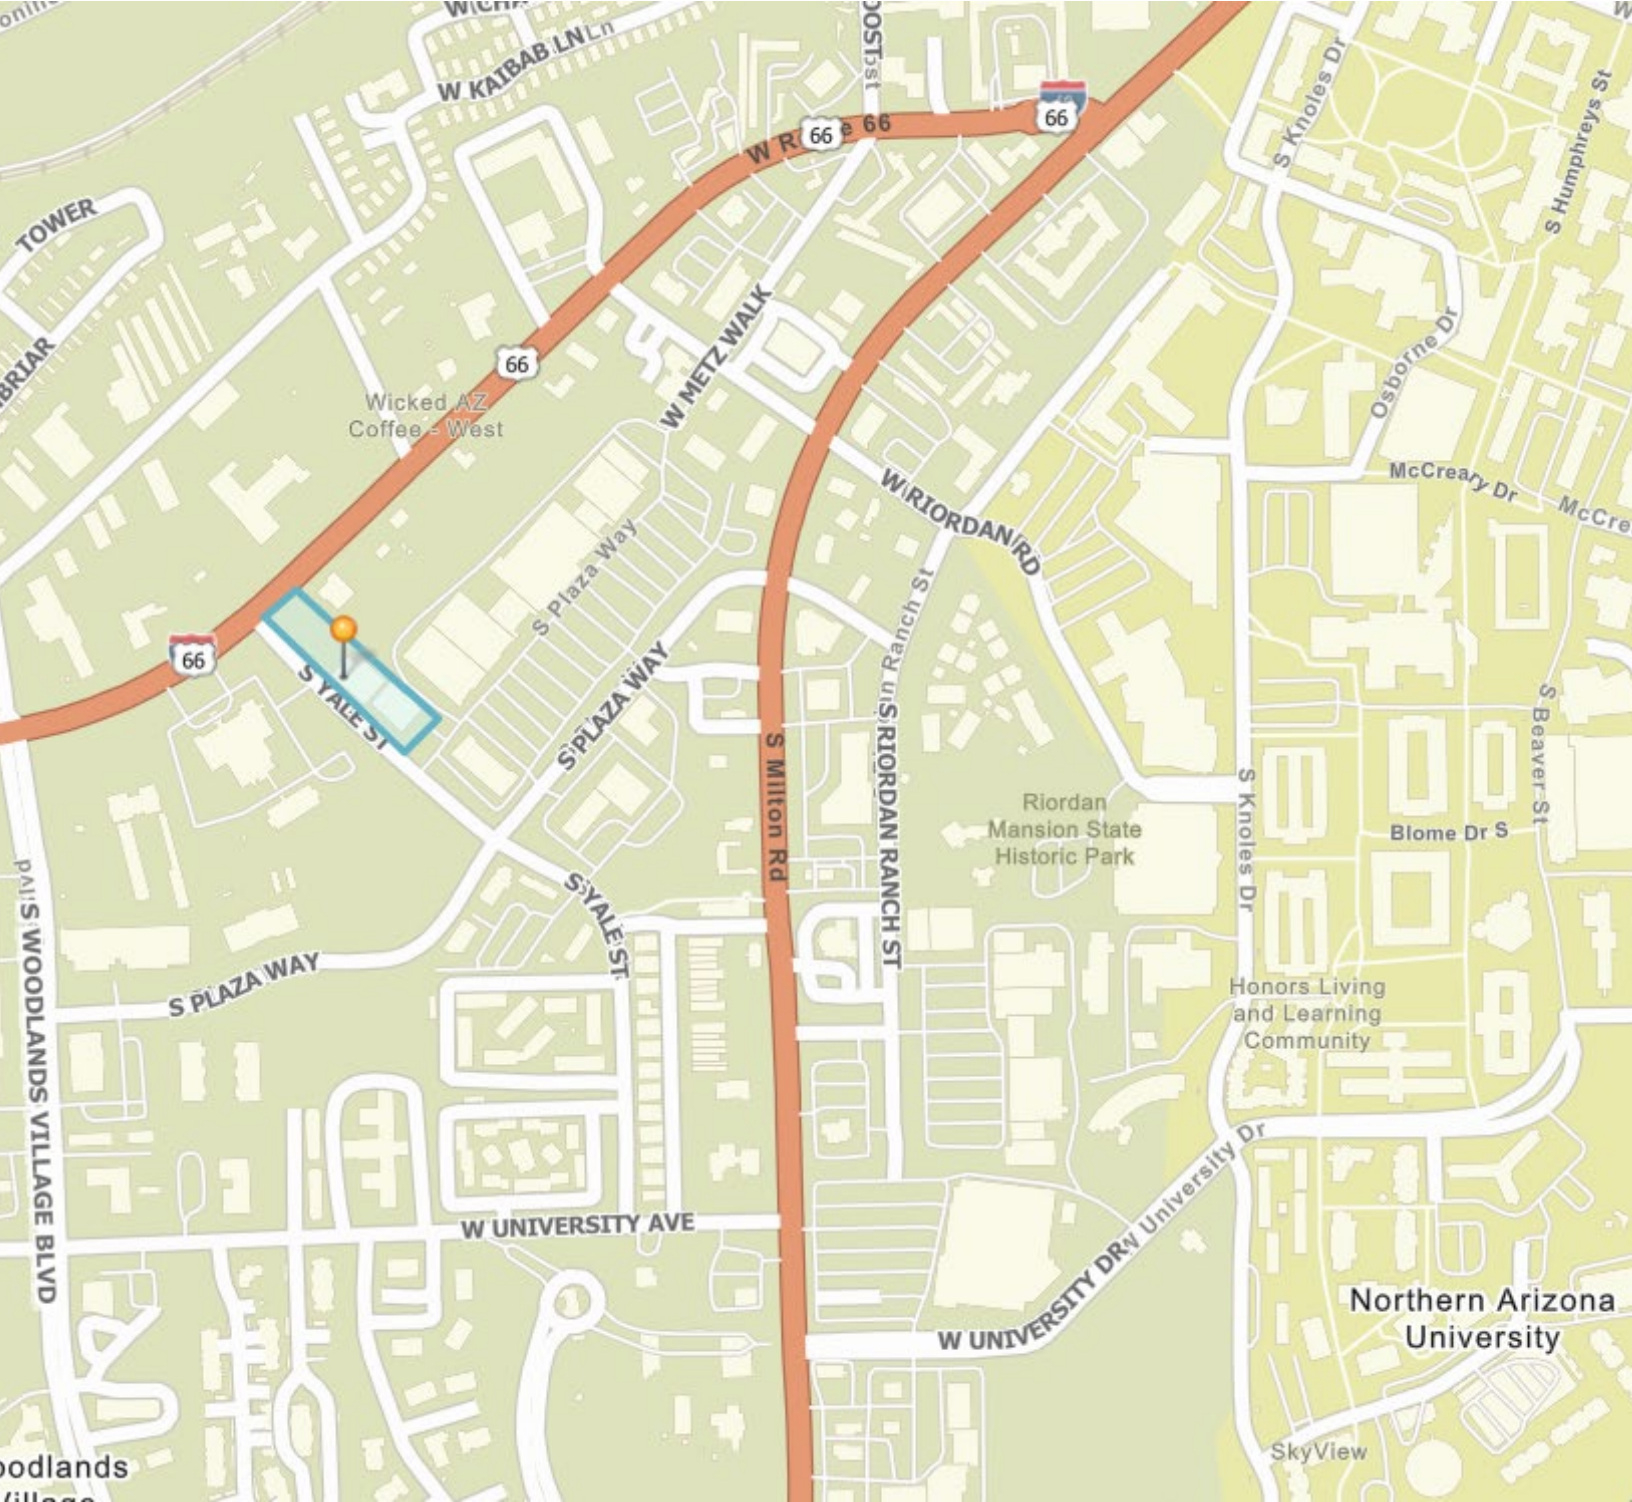 W KAIBAB LN
Ln
TOWER
W R
e 66
66
66
66
66
S Knoles Dr
S Humphreys St
W METZ WALK
Osborne Dr
Wicked AZ
Coffee - West
McCreary Dr
W RIORDAN RD
S Plaza Way
S YALE ST
S PLAZA WAY
S RIORDAN RANCH ST
S Milton Rd
S Beaver St
Riordan
Mansion State
Historic Park
S Knoles Dr
Blome Dr S
S YALE ST
S WOODLANDS VILLAGE BLVD
S PLAZA WAY
Honors Living
and Learning
Community
W UNIVERSITY AVE
W UNIVERSITY DR
University Dr
Northern Arizona
University
SkyView